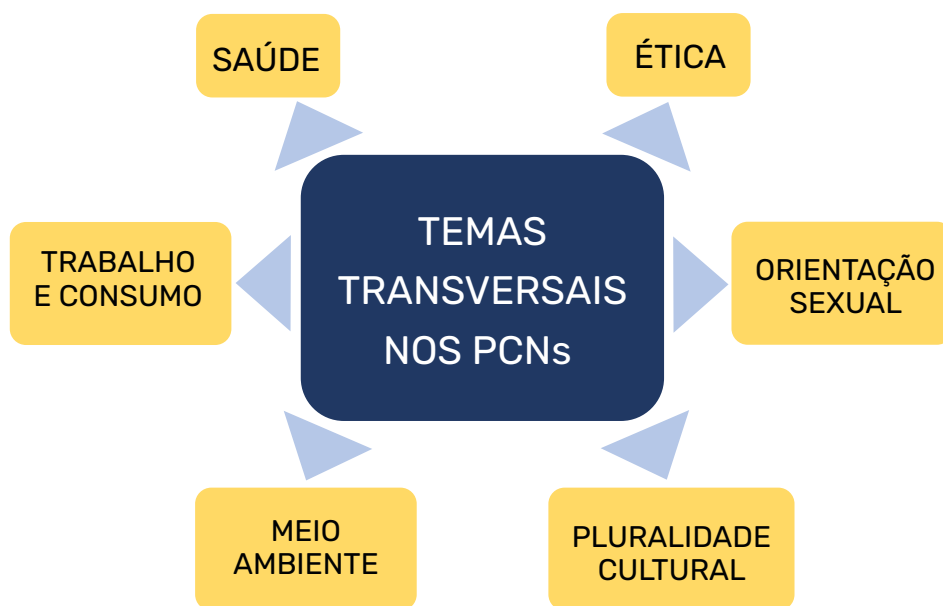 SAÚDE
ÉTICA
TEMAS
TRANSVERSAIS
NOS PCNs
TRABALHO
E CONSUMO
ORIENTAÇÃO
SEXUAL
MEIO
AMBIENTE
PLURALIDADE
CULTURAL